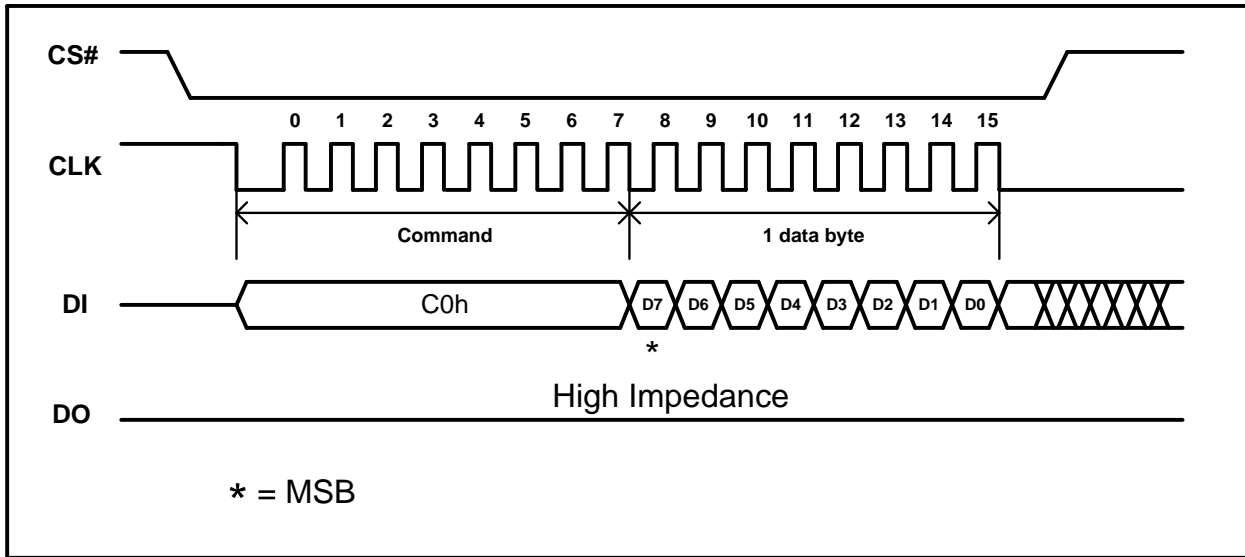 CS#
0 1 2 3 4 5 6 7 8 9 10 11 12 13 14 15
CLK
Command 1 data byte
DI C0h D7 D6 D5 D4 D3 D2 D1 D0
*
High Impedance
DO
* = MSB